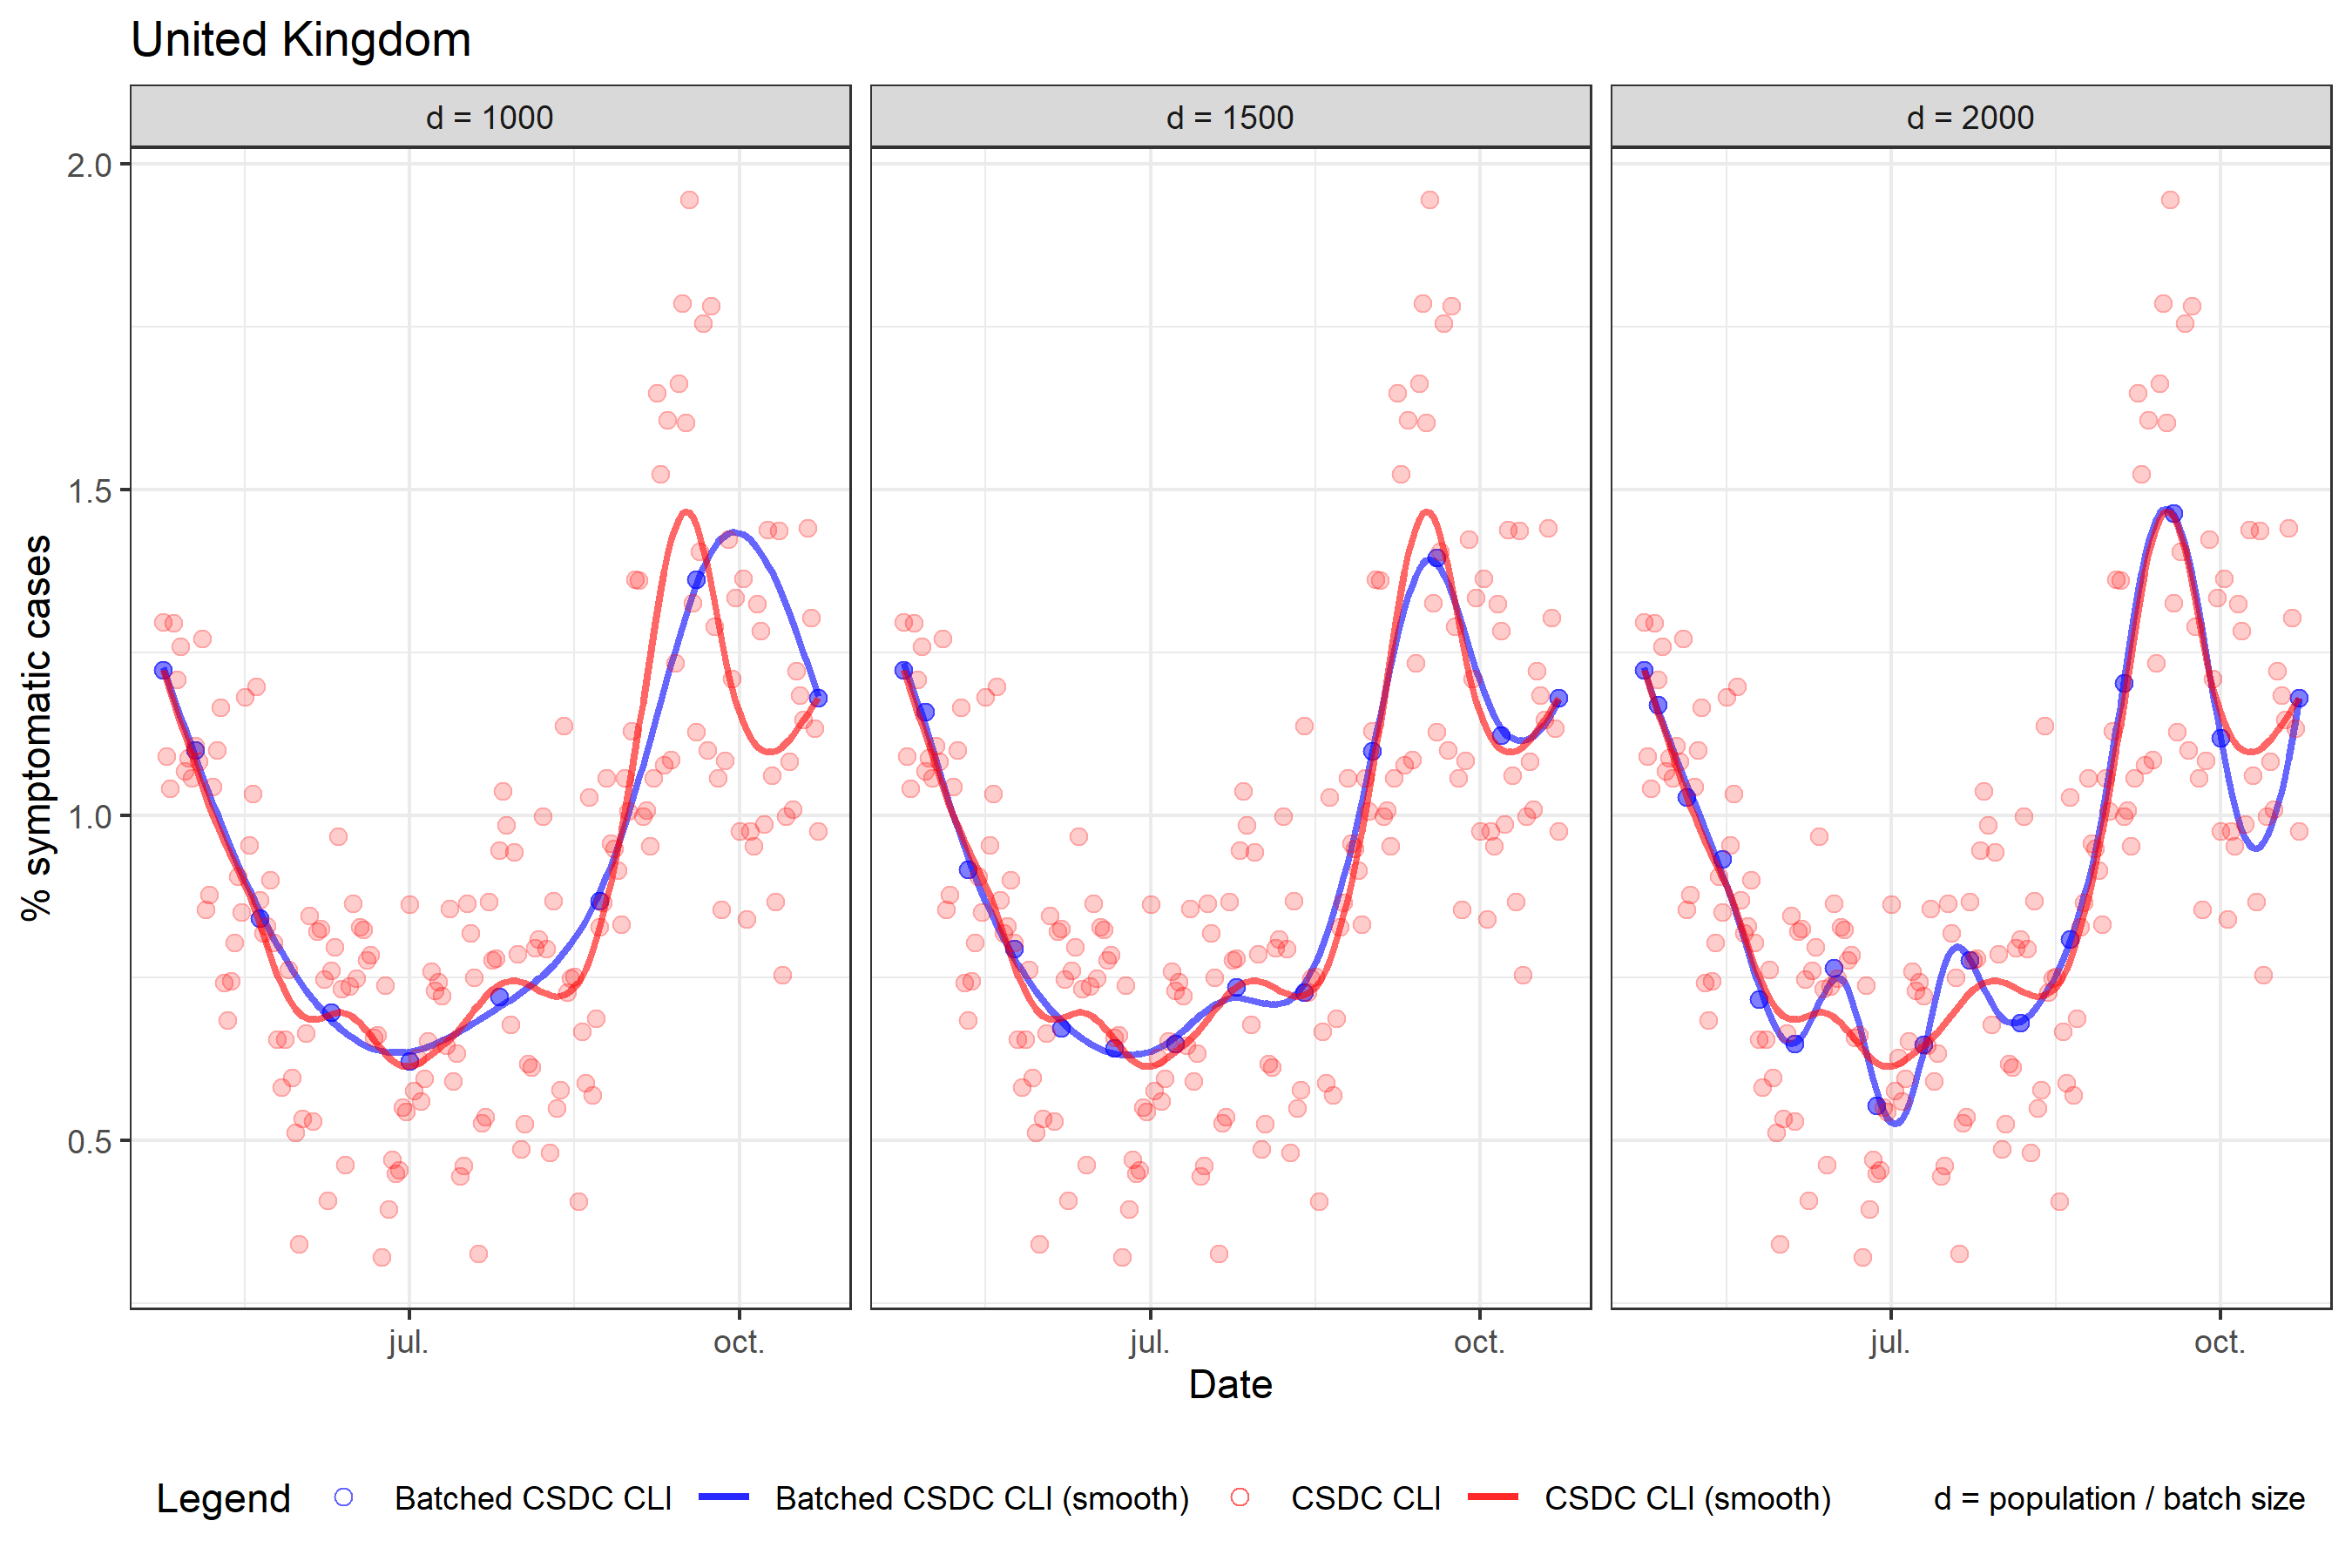 United Kingdom
d = 1000
d = 1500
d = 2000
% symptomatic cases
2.0
1.5
1.0
0.5
jul.
oct.
jul.
oct.
jul.
oct.
Date
Legend
Batched CSDC CLI
Batched CSDC CLI (smooth)
CSDC CLI
CSDC CLI (smooth)
d = population / batch size